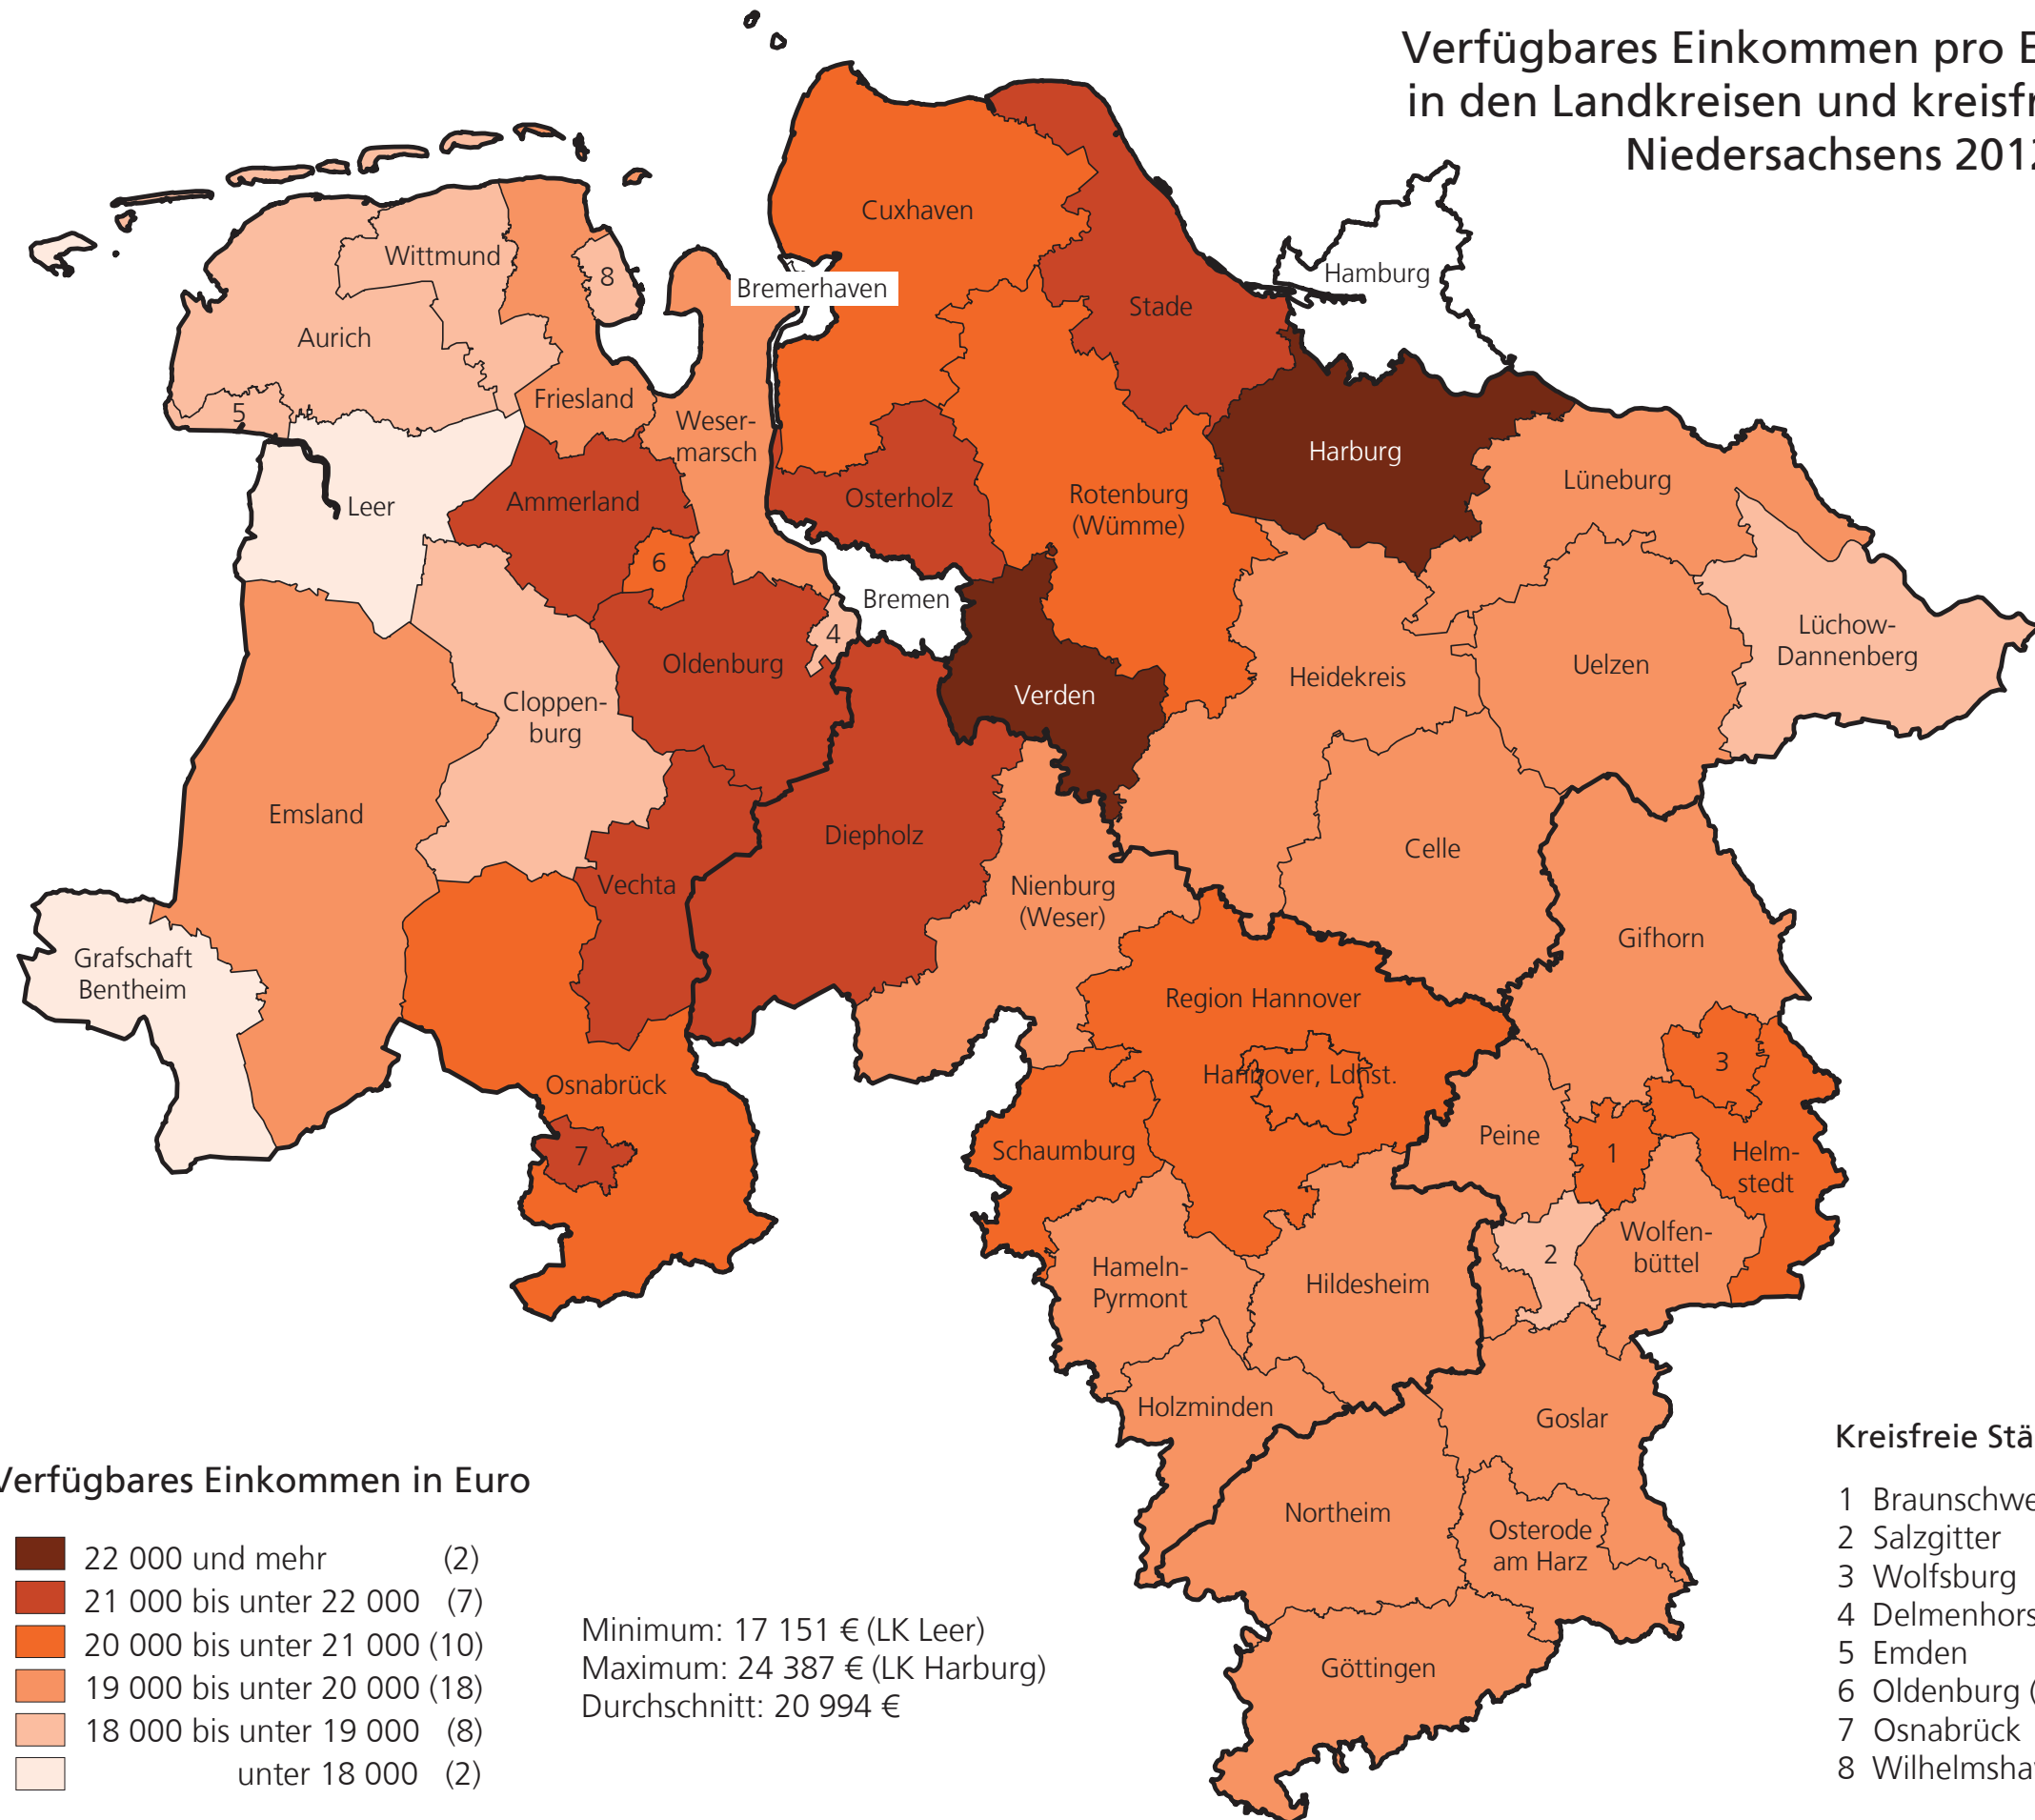 Verfügbares Einkommen pro
in den Landkreisen und
Niedersachsens
Cuxhaven
Wittmund
8
Bremerhaven
Hamburg
Stade
Aurich
Friesland
5
Weser-
marsch
Harburg
Lüneburg
Leer
Ammerland
Osterholz
Rotenburg
(Wümme)
6
Bremen
4
Lüchow-
Dannenberg
Oldenburg
Uelzen
Heidekreis
Verden
Cloppen-
burg
Emsland
Diepholz
Celle
Vechta
Nienburg
(Weser)
Gifhorn
Grafschaft
Bentheim
Region Hannover
Hannover, Ldhst.
3
Osnabrück
Peine
Schaumburg
7
1
Helm-
stedt
Wolfen-
büttel
2
Hameln-
Pyrmont
Hildesheim
Holzminden
Goslar
Northeim
Osterode
am Harz
Göttingen
Verfügbares Einkommen in Euro
22 000 und mehr (2)
21 000 bis unter 22 000 (7)
20 000 bis unter 21 000 (10)
19 000 bis unter 20 000 (18)
18 000 bis unter 19 000 (8)
unter 18 000 (2)
Minimum: 17 151 € (LK Leer)
Maximum: 24 387 € (LK Harburg)
Durchschnitt: 20 994 €
Kreisfreie
1
2 Salzgitter
3 Wolfsburg
4
5 Emden
6 Oldenburg
7 Osnabrück
8